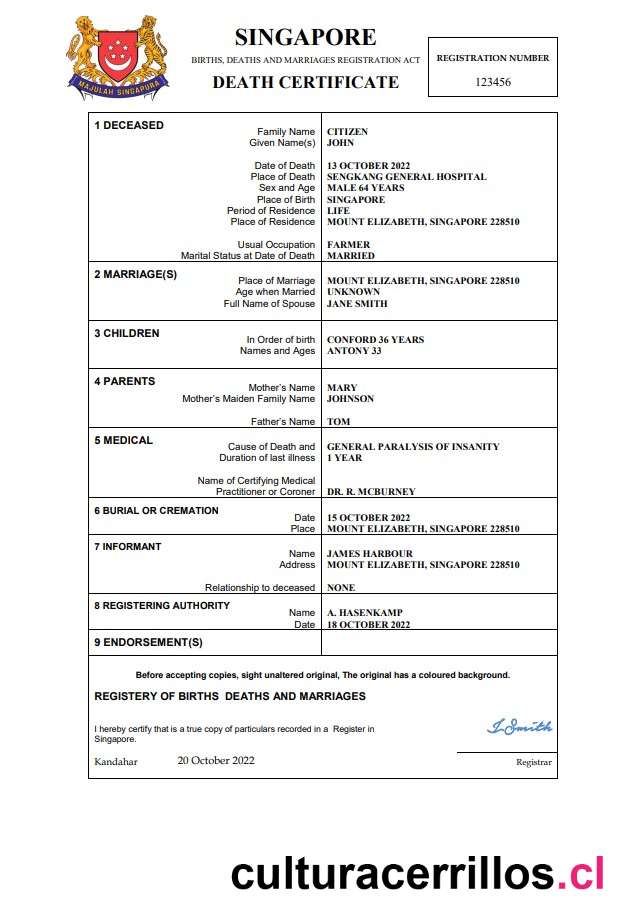 SINGAPORE
BIRTHS, DEATHS AND MARRIAGES REGISTRATION ACT
DEATH CERTIFICATE
REGISTRATION NUMBER
123456
MAJULAH SINGAPURA
1 DECEASED
Family Name CITIZEN
Given Name(s) JOHN
Date of Death 13 OCTOBER 2022
Place of Death SENGKANG GENERAL HOSPITAL
Sex and Age MALE 64 YEARS
Place of Birth SINGAPORE
Period of Residence LIFE
Place of Residence MOUNT ELIZABETH, SINGAPORE 228510
Usual Occupation FARMER
Marital Status at Date of Death MARRIED
2 MARRIAGE(S)
Place of Marriage MOUNT ELIZABETH, SINGAPORE 228510
Age when Married UNKNOWN
Full Name of Spouse JANE SMITH
3 CHILDREN
In Order of birth CONFORD 36 YEARS
Names and Ages ANTONY 33
4 PARENTS
Mother's Name MARY
Mother's Maiden Family Name JOHNSON
Father's Name TOM
5 MEDICAL
Cause of Death and GENERAL PARALYSIS OF INSANITY
Duration of last illness 1 YEAR
Name of Certifying Medical
Practitioner or Coroner DR. R. MCBURNEY
6 BURIAL OR CREMATION
Date 15 OCTOBER 2022
Place MOUNT ELIZABETH, SINGAPORE 228510
7 INFORMANT
Name JAMES HARBOUR
Address MOUNT ELIZABETH, SINGAPORE 228510
Relationship to deceased NONE
8 REGISTERING AUTHORITY
Name A. HASENKAMP
Date 18 OCTOBER 2022
9 ENDORSEMENT(S)
Before accepting copies, sight unaltered original, The original has a coloured background.
REGISTERY OF BIRTHS DEATHS AND MARRIAGES
I hereby certify that is a true copy of particulars recorded in a Register in
Singapore.
I Smith
Kandahar 20 October 2022 Registrar
culturacerrillos.cl